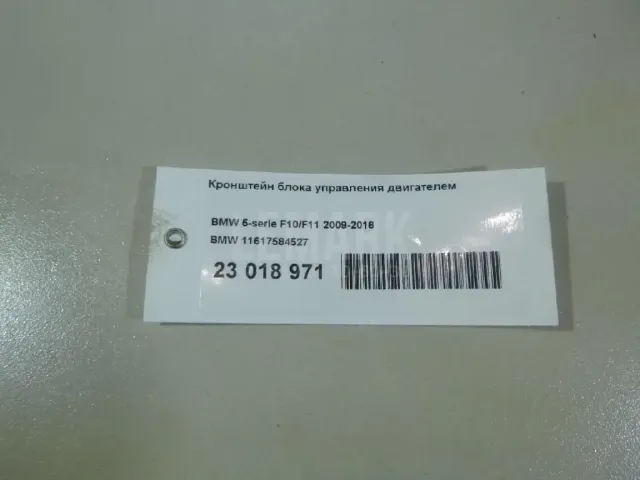 Кронштейн блока управления двигателем
BMW 5-serie F10/F11 2009-2016
BMW 11617584527
23 018 971